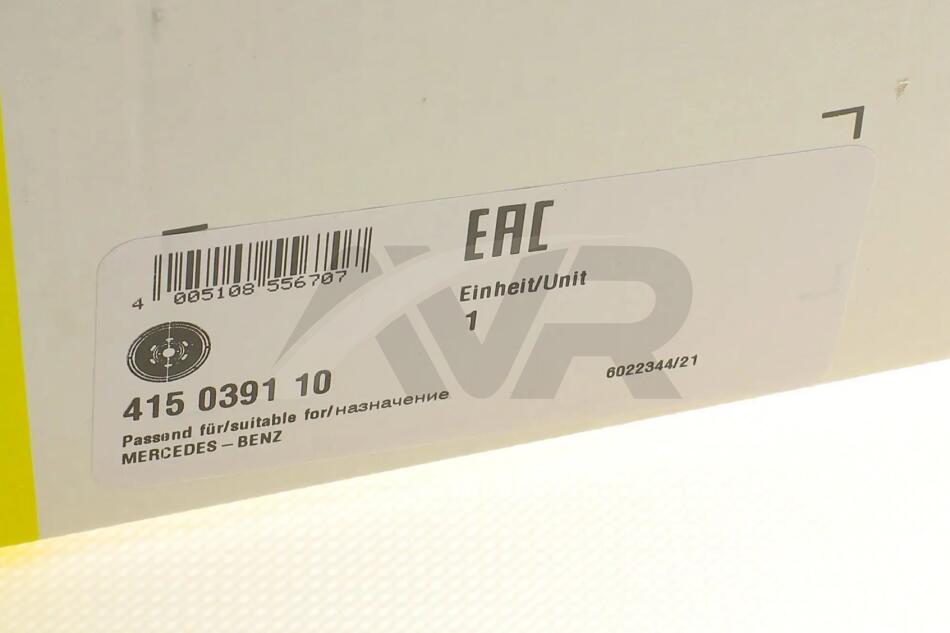 EAC
4 005108 556707
Einheit/Unit
1
AVR
415 0391 10
6022344/21
Passend für/suitable for/назначение
MERCEDES – BENZ